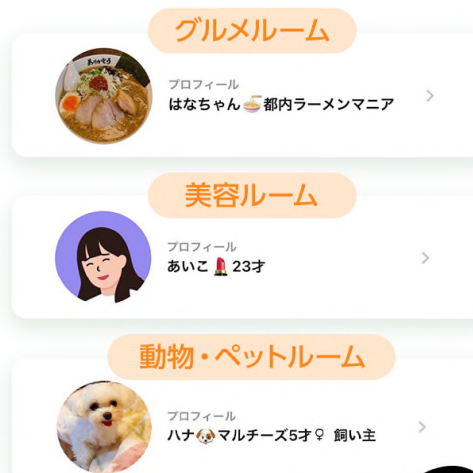 グルメルーム
プロフィール
はなちゃん🍜都内ラーメンマニア
美容ルーム
プロフィール
あいこ💄23才
動物・ペットルーム
プロフィール
ハナ🐶マルチーズ5才♀ 飼い主